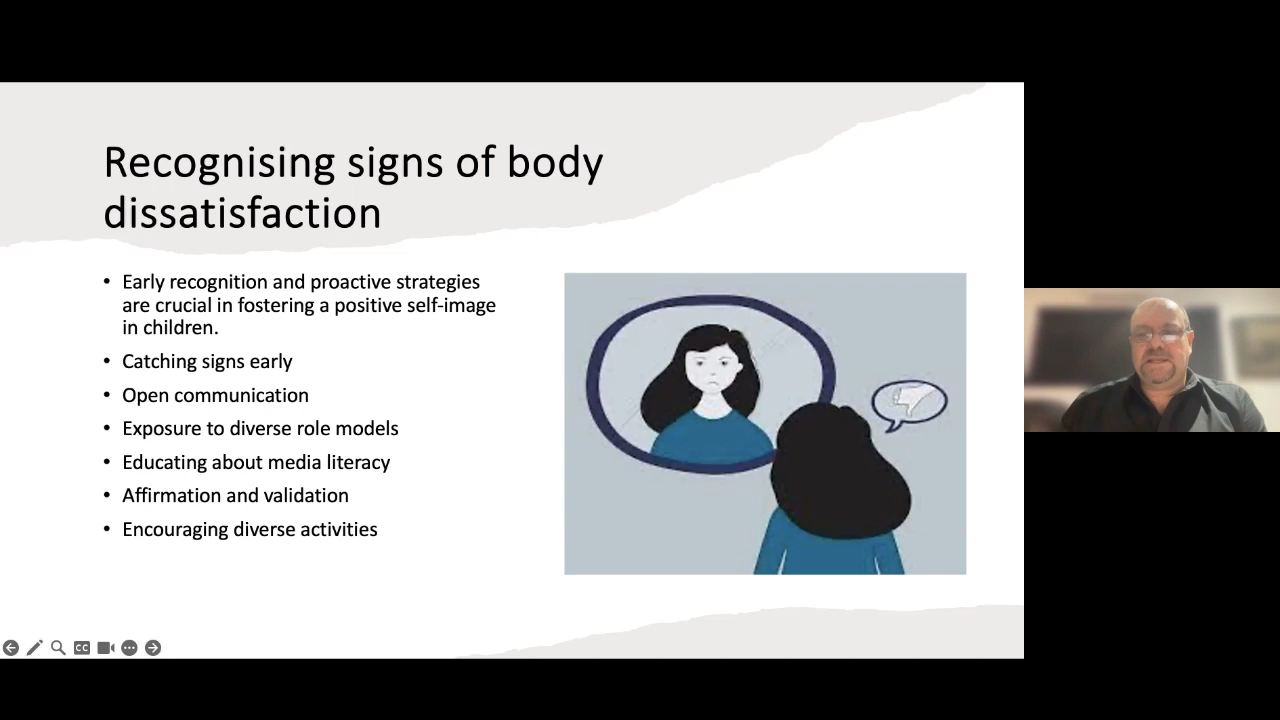 Recognising signs of body
dissatisfaction
• Early recognition and proactive strategies
are crucial in fostering a positive self-image
in children.
• Catching signs early
• Open communication
• Exposure to diverse role models
• Educating about media literacy
• Affirmation and validation
• Encouraging diverse activities
CC